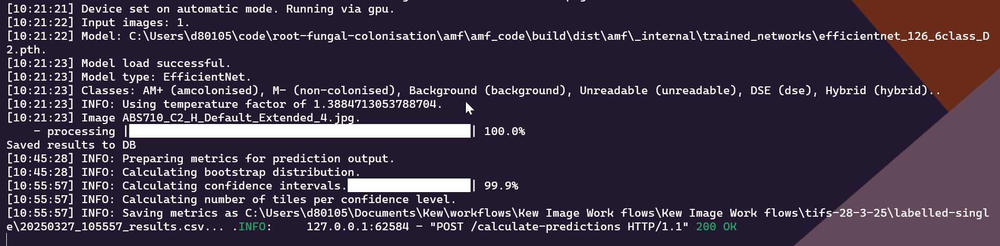 [10:21:21] Device set on automatic mode. Running via gpu.
[10:21:22] Input images: 1.
[10:21:22] Model: C:\Users\d80105\code\root-fungal-colonisation\amf\amf_code\build\dist\amf\_internal\trained_networks\efficientnet_126_6class_D
2.pth.
[10:21:23] Model load successful.
[10:21:23] Model type: EfficientNet.
[10:21:23] Classes: AM+ (amcolonised), M- (non-colonised), Background (background), Unreadable (unreadable), DSE (dse), Hybrid (hybrid)..
[10:21:23] INFO: Using temperature factor of 1.3884713053788704.
[10:21:23] Image ABS710_C2_H_Default_Extended_4.jpg.
- processing | | 100.0%
Saved results to DB
[10:45:28] INFO: Preparing metrics for prediction output.
[10:45:28] INFO: Calculating bootstrap distribution.
[10:55:57] INFO: Calculating confidence intervals. | 99.9%
[10:55:57] INFO: Calculating number of tiles per confidence level.
[10:55:57] INFO: Saving metrics as C:\Users\d80105\Documents\Kew\workflows\Kew Image Work flows\Kew Image Work flows\tifs-28-3-25\labelled-singl
e\20250327_105557_results.csv... .INFO:     127.0.0.1:62584 - "POST /calculate-predictions HTTP/1.1" 200 OK